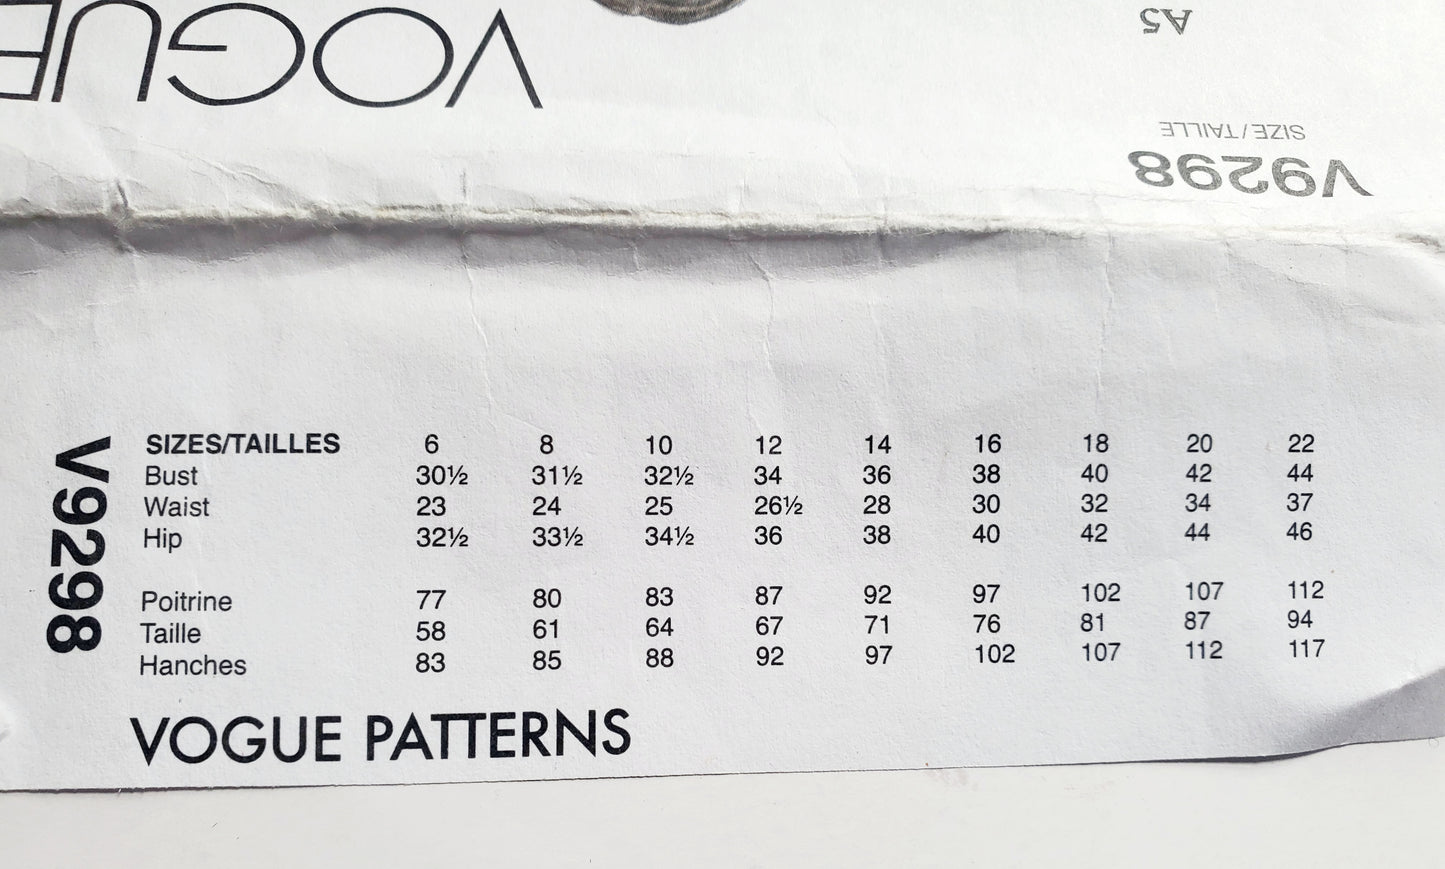 VOGUE
A5
SIZE/TAILLE
V9298
V9298
SIZES/TAILLES 6 8 10 12 14 16 18 20 22
Bust 30½ 31½ 32½ 34 36 38 40 42 44
Waist 23 24 25 26½ 28 30 32 34 37
Hip 32½ 33½ 34½ 36 38 40 42 44 46
Poitrine 77 80 83 87 92 97 102 107 112
Taille 58 61 64 67 71 76 81 87 94
Hanches 83 85 88 92 97 102 107 112 117
VOGUE PATTERNS